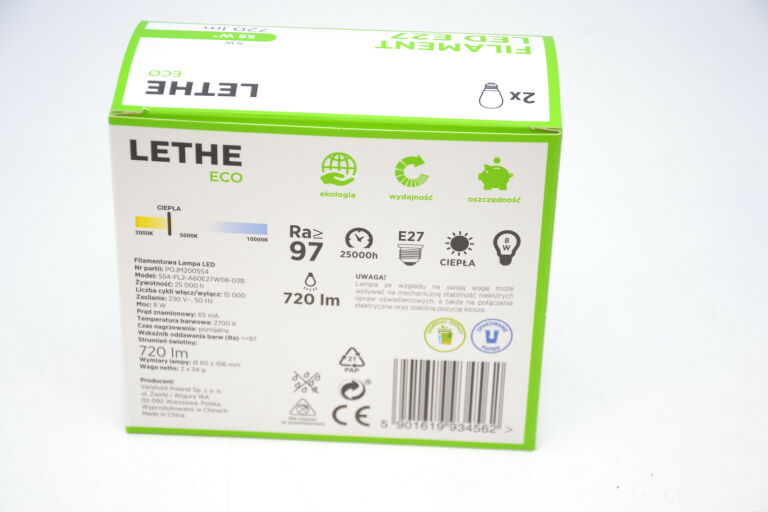 FILAMENT
LED E27
8 W
55 W*
720 lm
LETHE
ECO
2x
LETHE
ECO
ekologia
wydajność
oszczędność
CIEPŁA
2000K
5000K
10000K
Ra≥
97
25000h
E27
CIEPŁA
8
W
720 lm
Filamentowa Lampa LED
Nr partii: POJM200554
Model: 554-FL2-A60E27W08-03B
Żywotność: 25 000 h
Liczba cykli włącz/wyłącz: 15 000
Zasilanie: 230 V~, 50 Hz
Moc: 8 W
Prąd znamionowy: 65 mA
Temperatura barwowa: 2700 K
Czas nagrzewania: pomijalny
Wskaźnik oddawania barw (Ra) >=97
Strumień świetlny:
720 lm
Wymiary lampy: Ø 60 x 106 mm
Waga netto: 2 x 34 g
Producent:
Vershold Poland Sp. z o. o.
ul. Żwirki i Wigury 16A
02-092 Warszawa, Polska
Wyprodukowano w Chinach
Made in China
UWAGA!
Lampa ze względu na swoją wagę może
wpływać na mechaniczną stabilność niektórych
opraw oświetleniowych, a także na połączenia
elektryczne oraz stabilną pozycję klosza.
OPAKOWANIE
PAPIER
21
PAP
CE
5 901619 934562 >